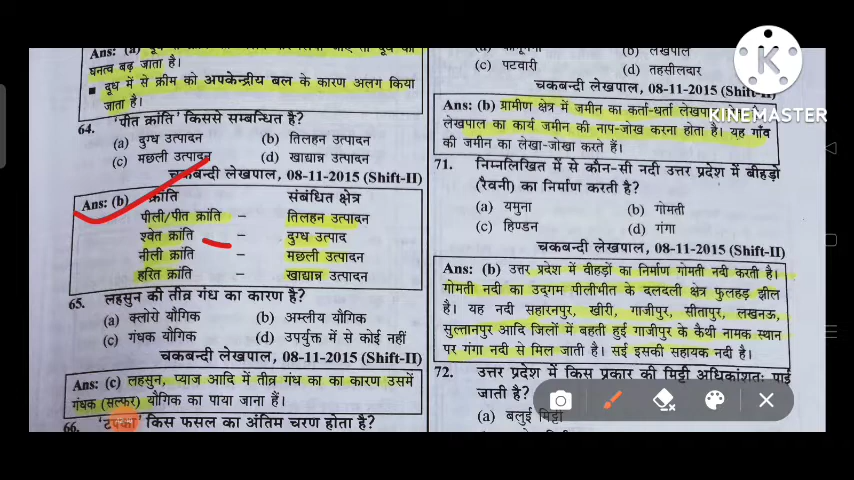 घनत्व बढ़ जाता है।
■ दूध में से क्रीम को अपकेन्द्रीय बल के कारण अलग किया
जाता है।
64. 'पीत क्रांति' किससे सम्बन्धित है?
(a) दुग्ध उत्पादन (b) तिलहन उत्पादन
(c) मछली उत्पादन (d) खाद्यान्न उत्पादन
चकबन्दी लेखपाल, 08-11-2015 (Shift-II)
Ans: (b) क्रांति संबंधित क्षेत्र
पीली/पीत क्रांति – तिलहन उत्पादन
श्वेत क्रांति – दुग्ध उत्पाद
नीली क्रांति – मछली उत्पादन
हरित क्रांति – खाद्यान्न उत्पादन
65. लहसुन की तीव्र गंध का कारण है?
(a) क्लोरो यौगिक (b) अम्लीय यौगिक
(c) गंधक यौगिक (d) उपर्युक्त में से कोई नहीं
चकबन्दी लेखपाल, 08-11-2015 (Shift-II)
Ans: (c) लहसुन, प्याज आदि में तीव्र गंध का का कारण उसमें
गंधक (सल्फर) यौगिक का पाया जाना हैं।
66. 'टपका' किस फसल का अंतिम चरण होता है?
(b) लेखपाल
(c) पटवारी (d) तहसीलदार
चकबन्दी लेखपाल, 08-11-2015 (Shift-II)
Ans: (b) ग्रामीण क्षेत्र में जमीन का कर्ता-धर्ता लेखपाल
लेखपाल का कार्य जमीन की नाप-जोख करना होता है। यह गाँव
की जमीन का लेखा-जोखा करते हैं।
71. निम्नलिखित में से कौन-सी नदी उत्तर प्रदेश में बीहड़ों
(रैवनी) का निर्माण करती है?
(a) यमुना (b) गोमती
(c) हिण्डन (d) गंगा
चकबन्दी लेखपाल, 08-11-2015 (Shift-II)
Ans: (b) उत्तर प्रदेश में वीहड़ों का निर्माण गोमती नदी करती है।
गोमती नदी का उद्गम पीलीपीत के दलदली क्षेत्र फुलहड़ झील
है। यह नदी सहारनपुर, खीरी, गाजीपुर, सीतापुर, लखनऊ,
सुल्तानपुर आदि जिलों में बहती हुई गाजीपुर के कैथी नामक स्थान
पर गंगा नदी से मिल जाती है। सई इसकी सहायक नदी है।
72. उत्तर प्रदेश में किस प्रकार की मिट्टी अधिकांशतः पाई
जाती है?
(a) बलुई मिट्टी
K
KINEMASTER